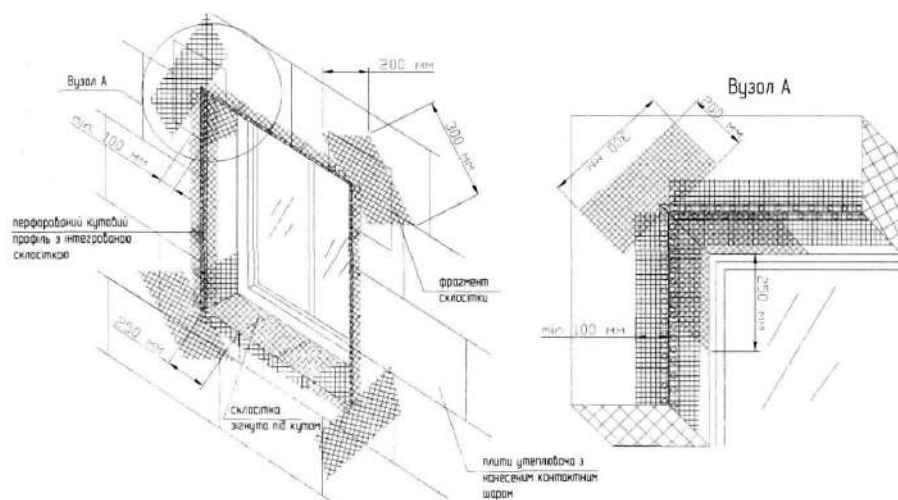 Вузол А
200 мм
300 мм
min 100 мм
перфорований кутовий
профіль з інтегрованою
склосіткою
фрагмент
склосітки
250 мм
склосітка
зігнута під кутом
плити утеплювача з
нанесеним контактним
шаром
Вузол А
300 мм
200 мм
250 мм
min 100 мм